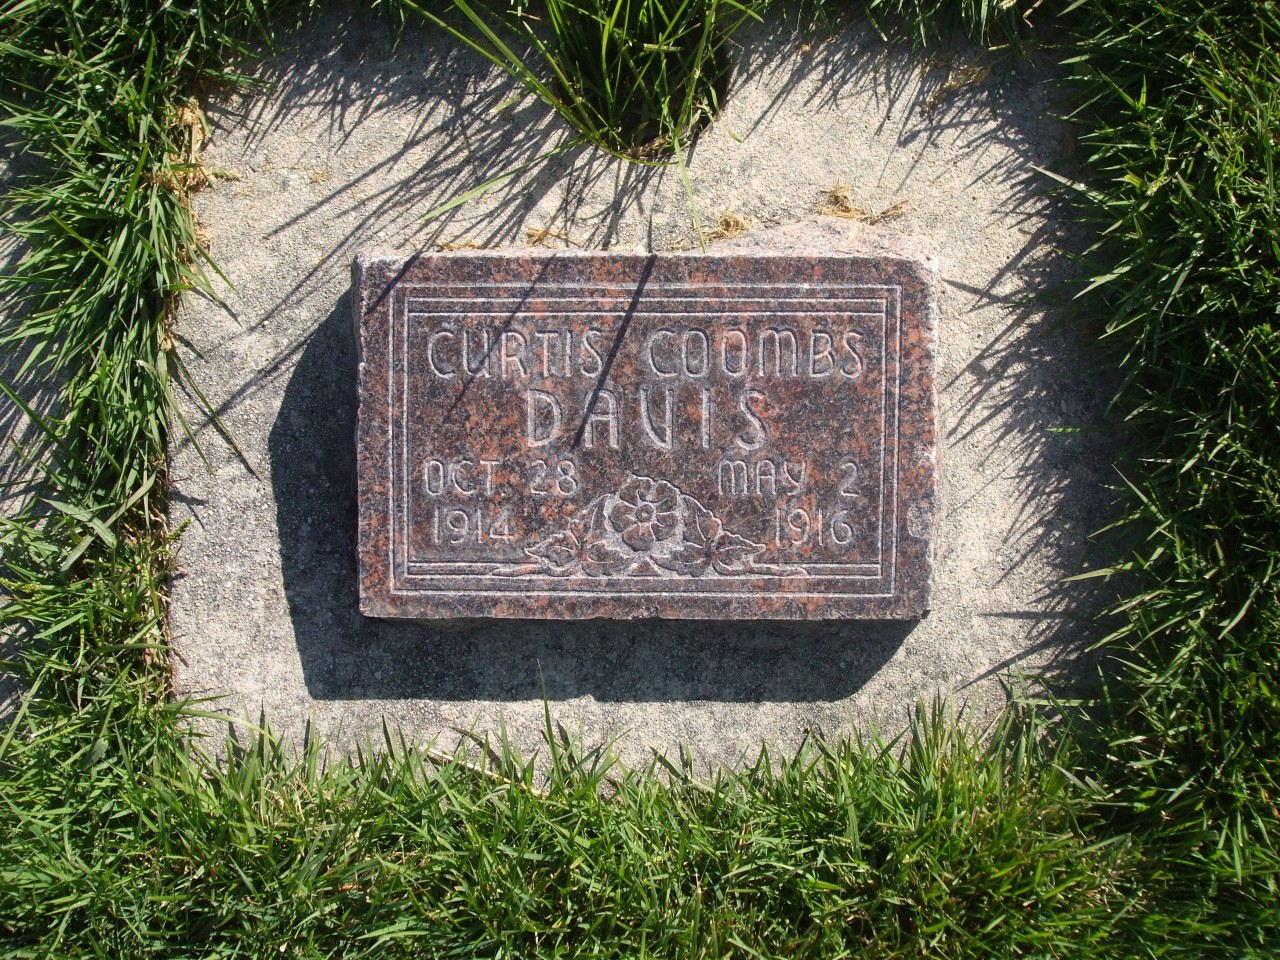 CURTIS COOMBS
DAVIS
OCT 28 MAY 2
1914 1916